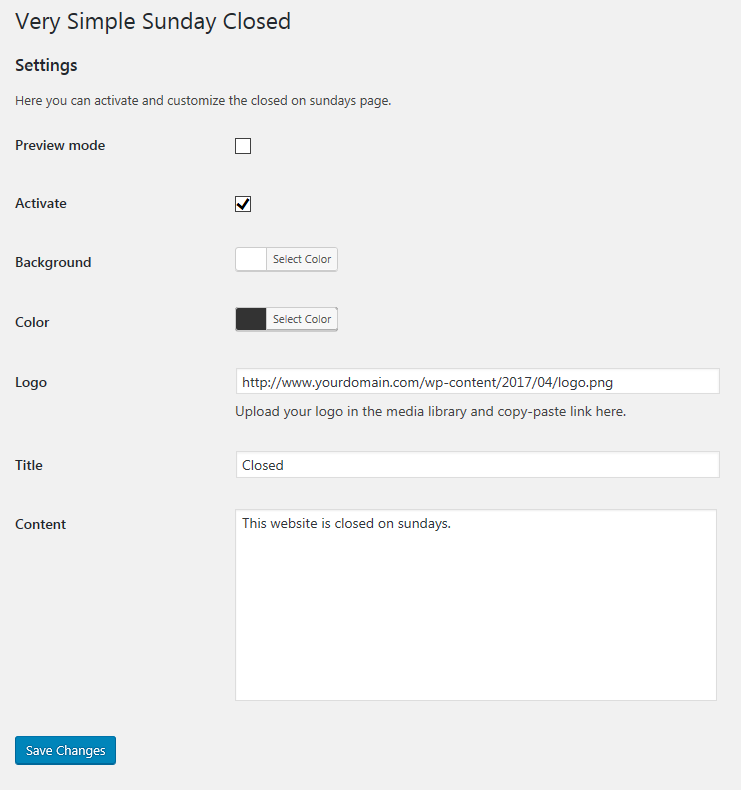 Very Simple Sunday Closed
Settings
Here you can activate and customize the closed on sundays page.
Preview mode
Activate
Background
Select Color
Color
Select Color
Logo
http://www.yourdomain.com/wp-content/2017/04/logo.png
Upload your logo in the media library and copy-paste link here.
Title
Closed
Content
This website is closed on sundays.
Save Changes